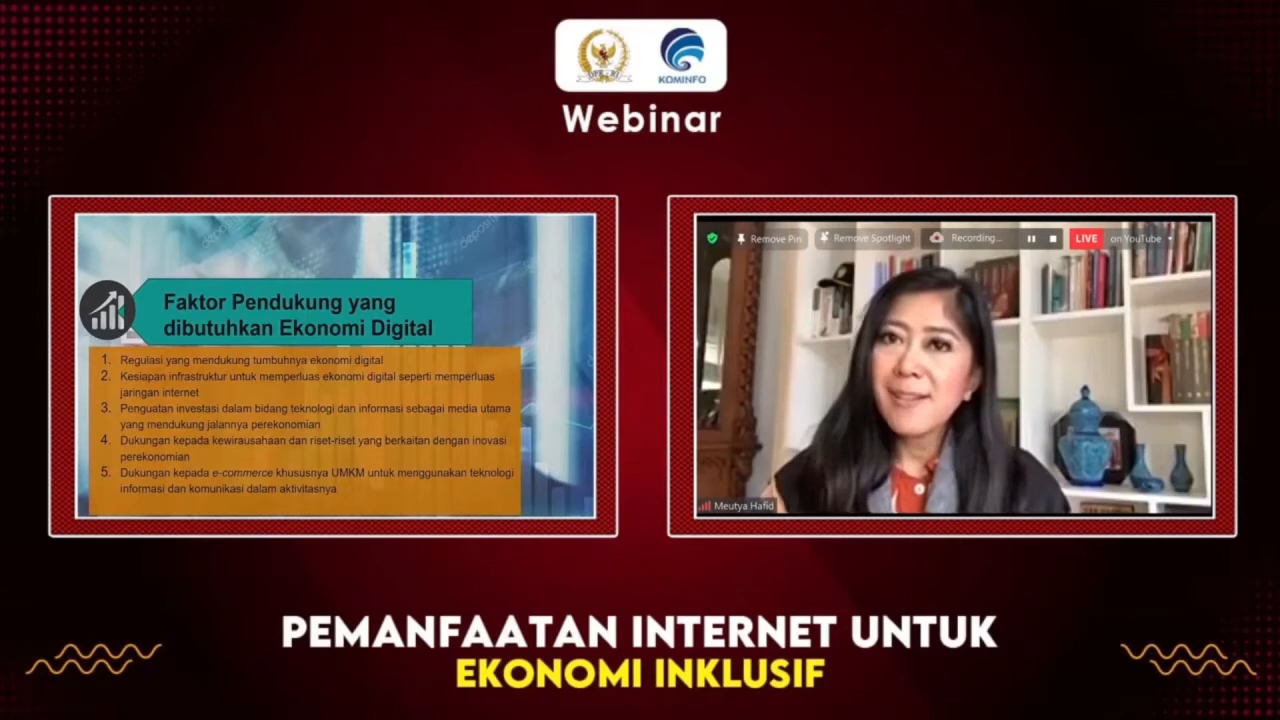 DPR - RI
KOMINFO
Webinar
Faktor Pendukung yang
dibutuhkan Ekonomi Digital
1. Regulasi yang mendukung tumbuhnya ekonomi digital
2. Kesiapan infrastruktur untuk memperluas ekonomi digital seperti memperluas
jaringan internet
3. Penguatan investasi dalam bidang teknologi dan informasi sebagai media utama
yang mendukung jalannya perekonomian
4. Dukungan kepada kewirausahaan dan riset-riset yang berkaitan dengan inovasi
perekonomian
5. Dukungan kepada e-commerce khususnya UMKM untuk menggunakan teknologi
informasi dan komunikasi dalam aktivitasnya
Remove Pin
Remove Spotlight
Recording...
LIVE on YouTube
Meutya Hafid
PEMANFAATAN INTERNET UNTUK
EKONOMI INKLUSIF